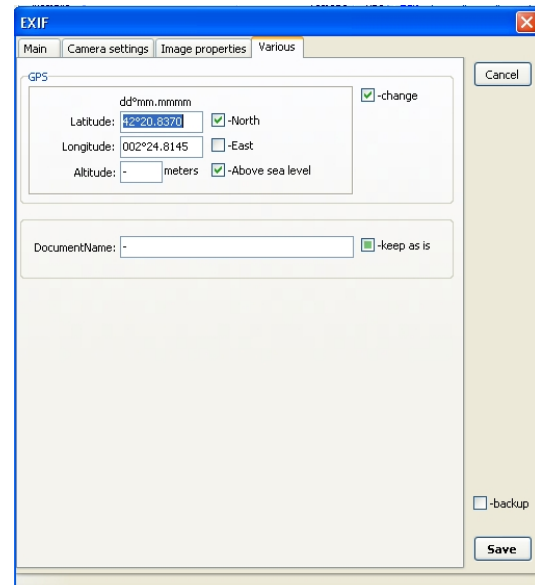 EXIF
Main Camera settings Image properties Various
Cancel
GPS
dd°mm.mmmm
-change
Latitude: 42°20.8370 -North
Longitude: 002°24.8145 -East
Altitude: - meters -Above sea level
DocumentName: - -keep as is
-backup
Save